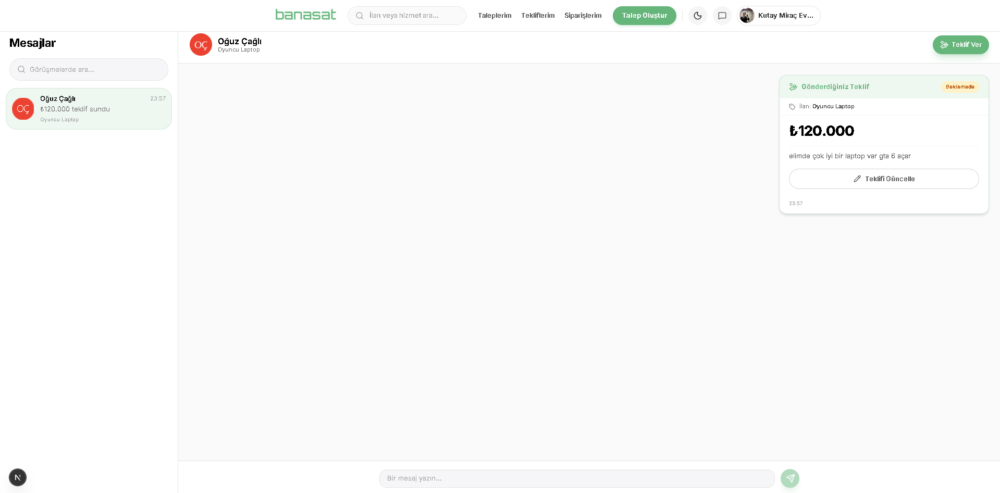 banasat
İlan veya hizmet ara...
Taleplerim
Tekliflerim
Siparişlerim
Talep Oluştur
Kutay Miraç Ev...
Mesajlar
Görüşmelerde ara...
Oğuz Çağlı
23:57
OÇ
₺120.000 teklif sundu
Oyuncu Laptop
OÇ
Oğuz Çağlı
Oyuncu Laptop
Teklif Ver
Gönderdiğiniz Teklif
Beklemede
İlan: Oyuncu Laptop
₺120.000
elimde çok iyi bir laptop var gta 6 açar
Teklifi Güncelle
23:57
N
Bir mesaj yazın...